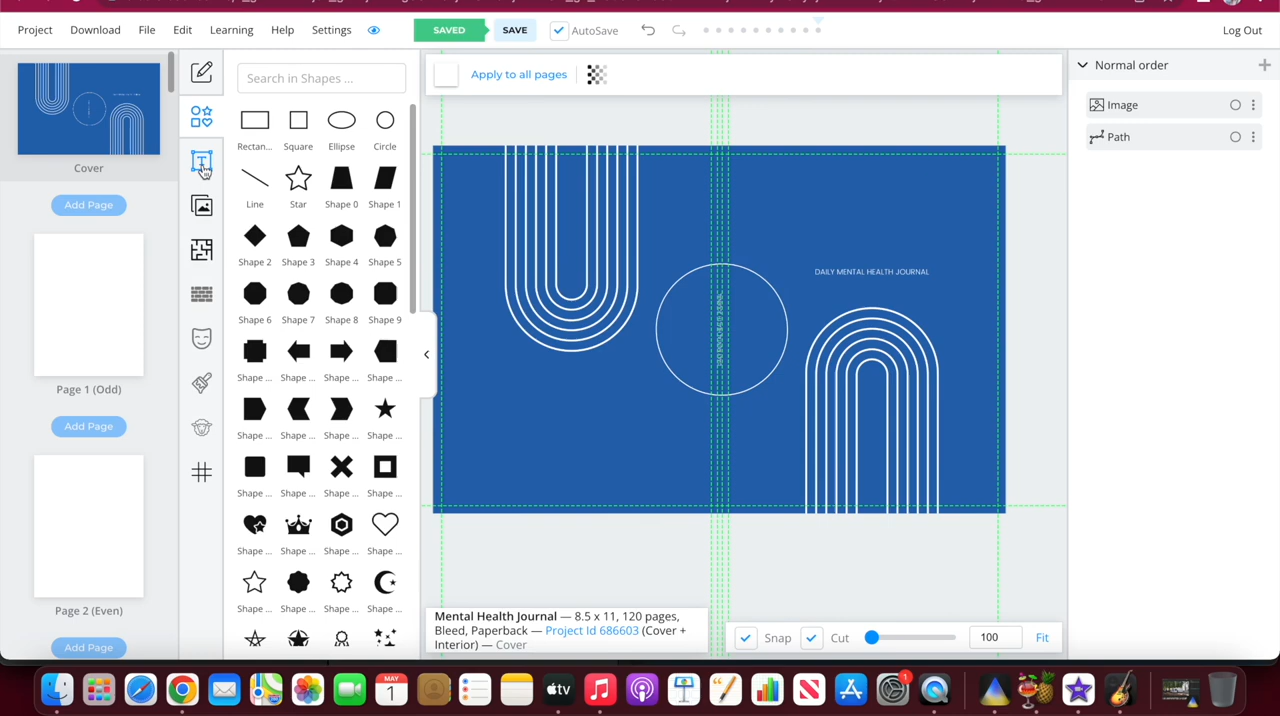 Project Download File Edit Learning Help Settings SAVED SAVE AutoSave Log Out
Search in Shapes ...
Apply to all pages
Normal order
Image
Path
Cover
Add Page
Page 1 (Odd)
Add Page
Page 2 (Even)
Add Page
Rectan... Square Ellipse Circle
Line Star Shape 0 Shape 1
Shape 2 Shape 3 Shape 4 Shape 5
Shape 6 Shape 7 Shape 8 Shape 9
Shape ... Shape ... Shape ... Shape ...
Shape ... Shape ... Shape ... Shape ...
Shape ... Shape ... Shape ... Shape ...
Shape ... Shape ... Shape ... Shape ...
Shape ... Shape ... Shape ... Shape ...
DAILY MENTAL HEALTH JOURNAL
Mental Health Journal — 8.5 x 11, 120 pages,
Bleed, Paperback — Project Id 686603 (Cover +
Interior) — Cover
Snap Cut 100 Fit
MAY
1
tv
1